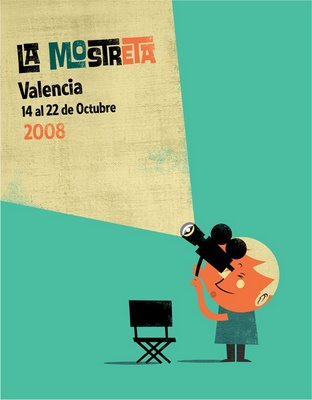 LA MOSTRETA
Valencia
14 al 22 de Octubre
2008